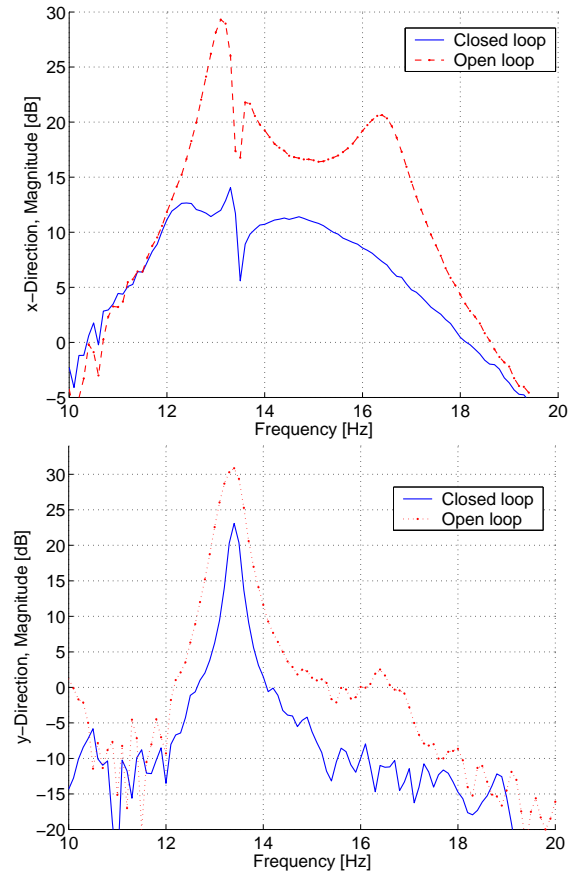 x−Direction, Magnitude [dB]
30
25
20
15
10
5
0
−5
Closed loop
Open loop
10 12 14 16 18 20
Frequency [Hz]
y−Direction, Magnitude [dB]
30
25
20
15
10
5
0
−5
−10
−15
−20
Closed loop
Open loop
10 12 14 16 18 20
Frequency [Hz]